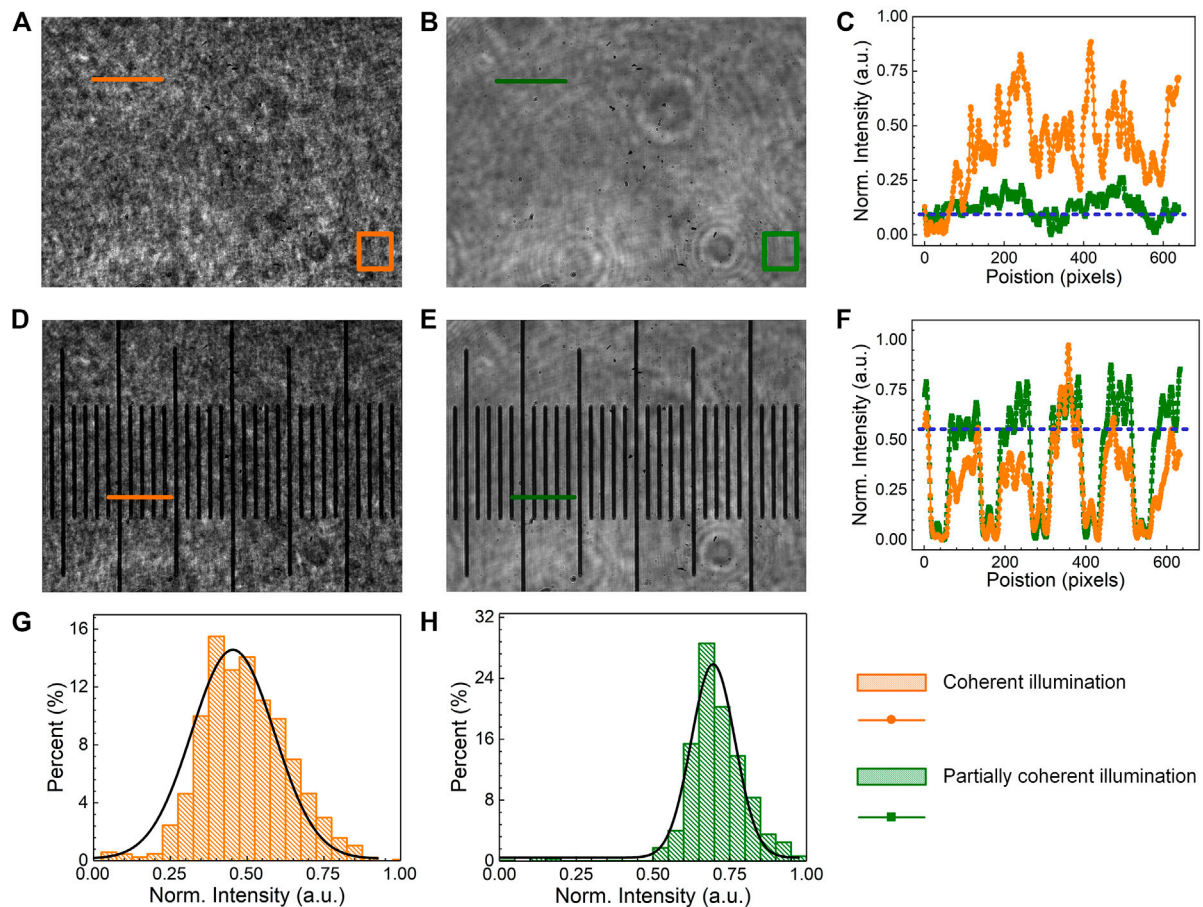 A
B
C
Norm. Intensity (a.u.)
1.00
0.75
0.50
0.25
0.00
0 200 400 600
Poistion (pixels)
D
E
F
Norm. Intensity (a.u.)
1.00
0.75
0.50
0.25
0.00
0 200 400 600
Poistion (pixels)
G
Percent (%)
16
12
8
4
0
0.00 0.25 0.50 0.75 1.00
Norm. Intensity (a.u.)
H
Percent (%)
32
24
16
8
0
0.00 0.25 0.50 0.75 1.00
Norm. Intensity (a.u.)
Coherent illumination
Partially coherent illumination